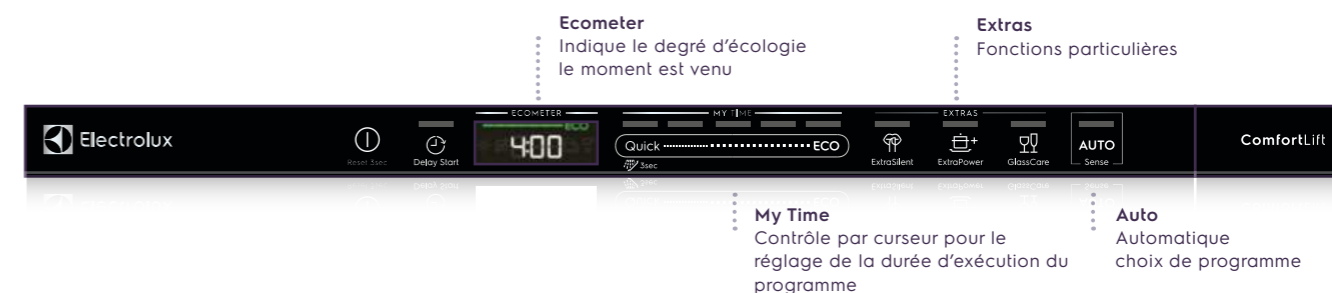 Ecometer
Indique le degré d’écologie
le moment est venu
Extras
Fonctions particulières
ECOMETER
MY TIME
EXTRAS
Electrolux
Reset 3sec
Delay Start
ECO
4:00
Quick ECO
3sec
ExtraSilent
ExtraPower
GlassCare
AUTO
Sense
ComfortLift
My Time
Contrôle par curseur pour le
réglage de la durée d’exécution du
programme
Auto
Automatique
choix de programme